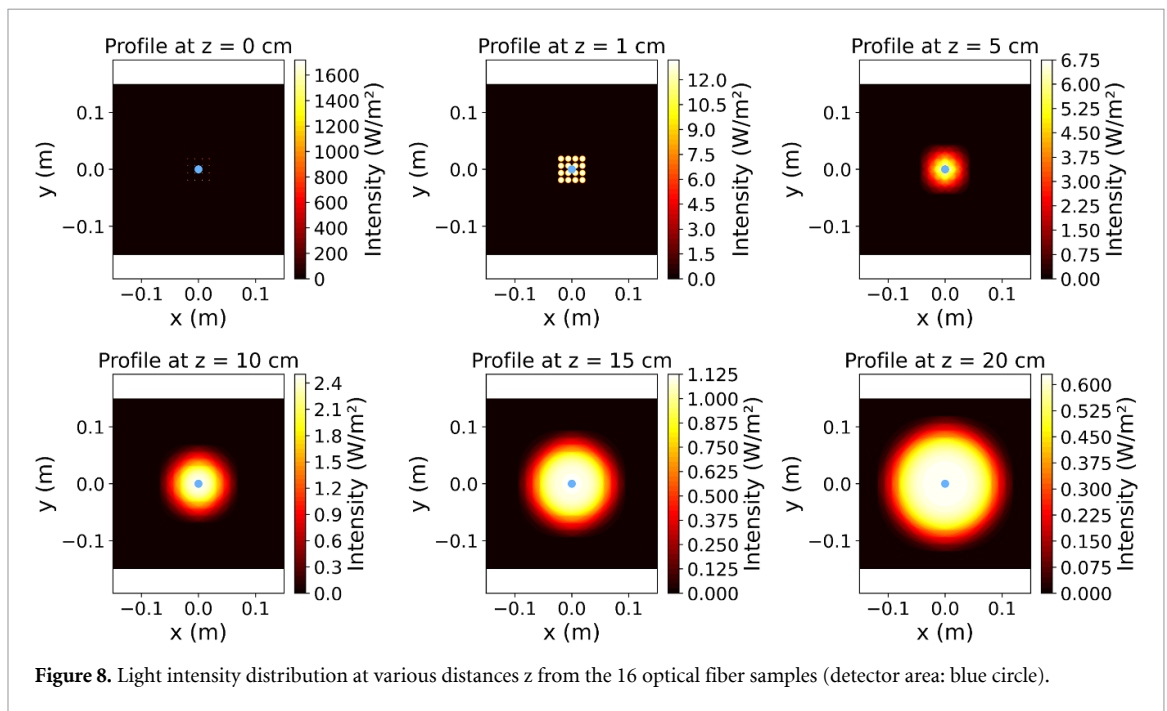 Profile at z = 0 cm
0.1
0.0
−0.1
y (m)
−0.1 0.0 0.1
x (m)
1600
1400
1200
1000
800
600
400
200
0
Intensity (W/m²)
Profile at z = 1 cm
0.1
0.0
−0.1
y (m)
−0.1 0.0 0.1
x (m)
12.0
10.5
9.0
7.5
6.0
4.5
3.0
1.5
0.0
Intensity (W/m²)
Profile at z = 5 cm
0.1
0.0
−0.1
y (m)
−0.1 0.0 0.1
x (m)
6.75
6.00
5.25
4.50
3.75
3.00
2.25
1.50
0.75
0.00
Intensity (W/m²)
Profile at z = 10 cm
0.1
0.0
−0.1
y (m)
−0.1 0.0 0.1
x (m)
2.4
2.1
1.8
1.5
1.2
0.9
0.6
0.3
0.0
Intensity (W/m²)
Profile at z = 15 cm
0.1
0.0
−0.1
y (m)
−0.1 0.0 0.1
x (m)
1.125
1.000
0.875
0.750
0.625
0.500
0.375
0.250
0.125
0.000
Intensity (W/m²)
Profile at z = 20 cm
0.1
0.0
−0.1
y (m)
−0.1 0.0 0.1
x (m)
0.600
0.525
0.450
0.375
0.300
0.225
0.150
0.075
0.000
Intensity (W/m²)
Figure 8. Light intensity distribution at various distances z from the 16 optical fiber samples (detector area: blue circle).